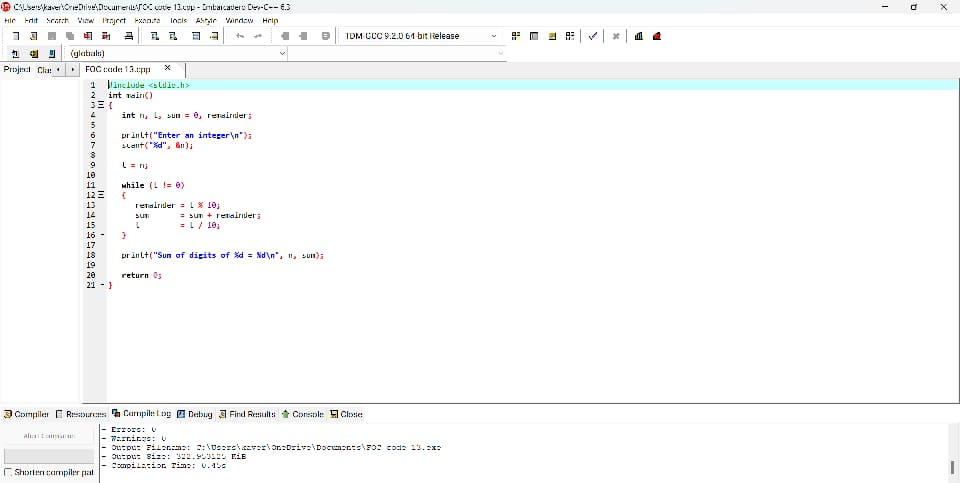 C:\Users\kaver\OneDrive\Documents\FOC code 13.cpp - Embarcadero Dev-C++ 6.3
File Edit Search View Project Execute Tools AStyle Window Help
TDM-GCC 9.2.0 64-bit Release
(globals)
Project Clas FOC code 13.cpp
1 #include <stdio.h>
2 int main()
3 {
4 int n, t, sum = 0, remainder;
5
6 printf("Enter an integer\n");
7 scanf("%d", &n);
8
9 t = n;
10
11 while (t != 0)
12 {
13 remainder = t % 10;
14 sum = sum + remainder;
15 t = t / 10;
16 }
17
18 printf("Sum of digits of %d = %d\n", n, sum);
19
20 return 0;
21 }
Compiler Resources Compile Log Debug Find Results Console Close
Abort Compilation
Shorten compiler pat
- Errors: 0
- Warnings: 0
- Output Filename: C:\Users\kaver\OneDrive\Documents\FOC code 13.exe
- Output Size: 322.953125 KiB
- Compilation Time: 0.45s